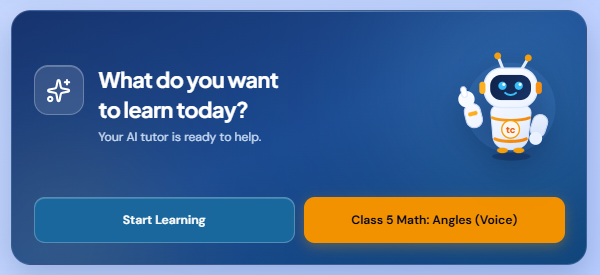 What do you want
to learn today?
Your AI tutor is ready to help.
tc
Start Learning
Class 5 Math: Angles (Voice)